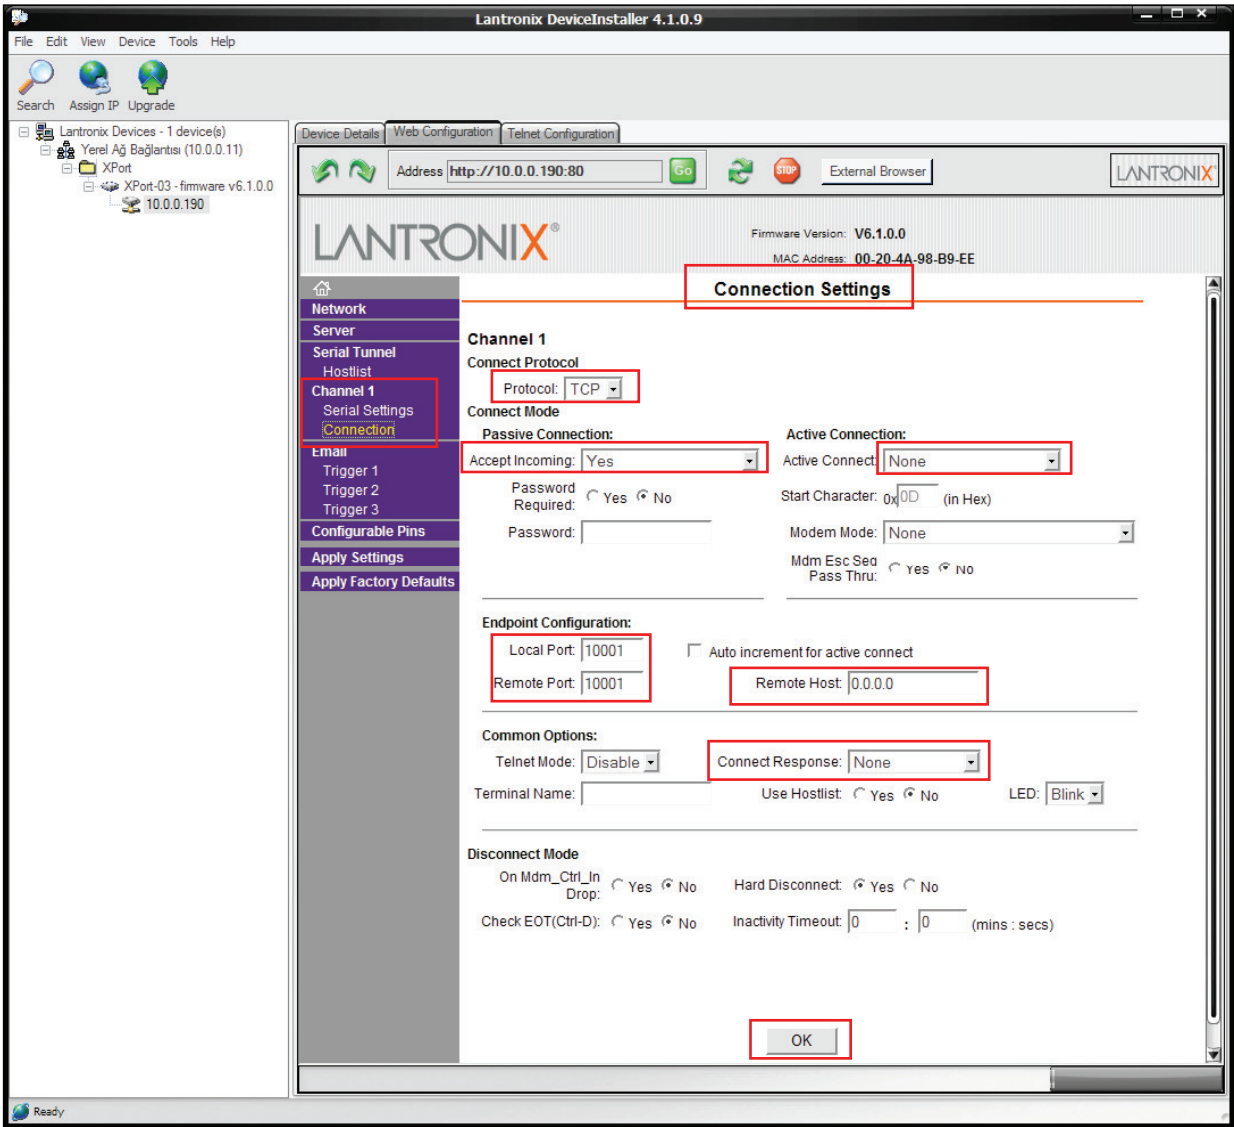 Lantronix DeviceInstaller 4.1.0.9
File Edit View Device Tools Help
Search Assign IP Upgrade
Lantronix Devices - 1 device(s)
Yerel Ağ Bağlantısı (10.0.0.11)
XPort
XPort-03 - firmware v6.1.0.0
10.0.0.190
Device Details Web Configuration Telnet Configuration
Address http://10.0.0.190:80 Go STOP External Browser LANTRONIX®
LANTRONIX®
Firmware Version: V6.1.0.0
MAC Address: 00-20-4A-98-B9-EE
Network
Server
Serial Tunnel
Hostlist
Channel 1
Serial Settings
Connection
Email
Trigger 1
Trigger 2
Trigger 3
Configurable Pins
Apply Settings
Apply Factory Defaults
Connection Settings
Channel 1
Connect Protocol
Protocol: TCP
Connect Mode
Passive Connection: Active Connection:
Accept Incoming: Yes Active Connect: None
Password Required: Yes No Start Character: 0x 0D (in Hex)
Password: Modem Mode: None
Mdm Esc Seq Pass Thru: Yes No
Endpoint Configuration:
Local Port: 10001 Auto increment for active connect
Remote Port: 10001 Remote Host: 0.0.0.0
Common Options:
Telnet Mode: Disable Connect Response: None
Terminal Name: Use Hostlist: Yes No LED: Blink
Disconnect Mode
On Mdm_Ctrl_In Drop: Yes No Hard Disconnect: Yes No
Check EOT(Ctrl-D): Yes No Inactivity Timeout: 0 : 0 (mins : secs)
OK
Ready